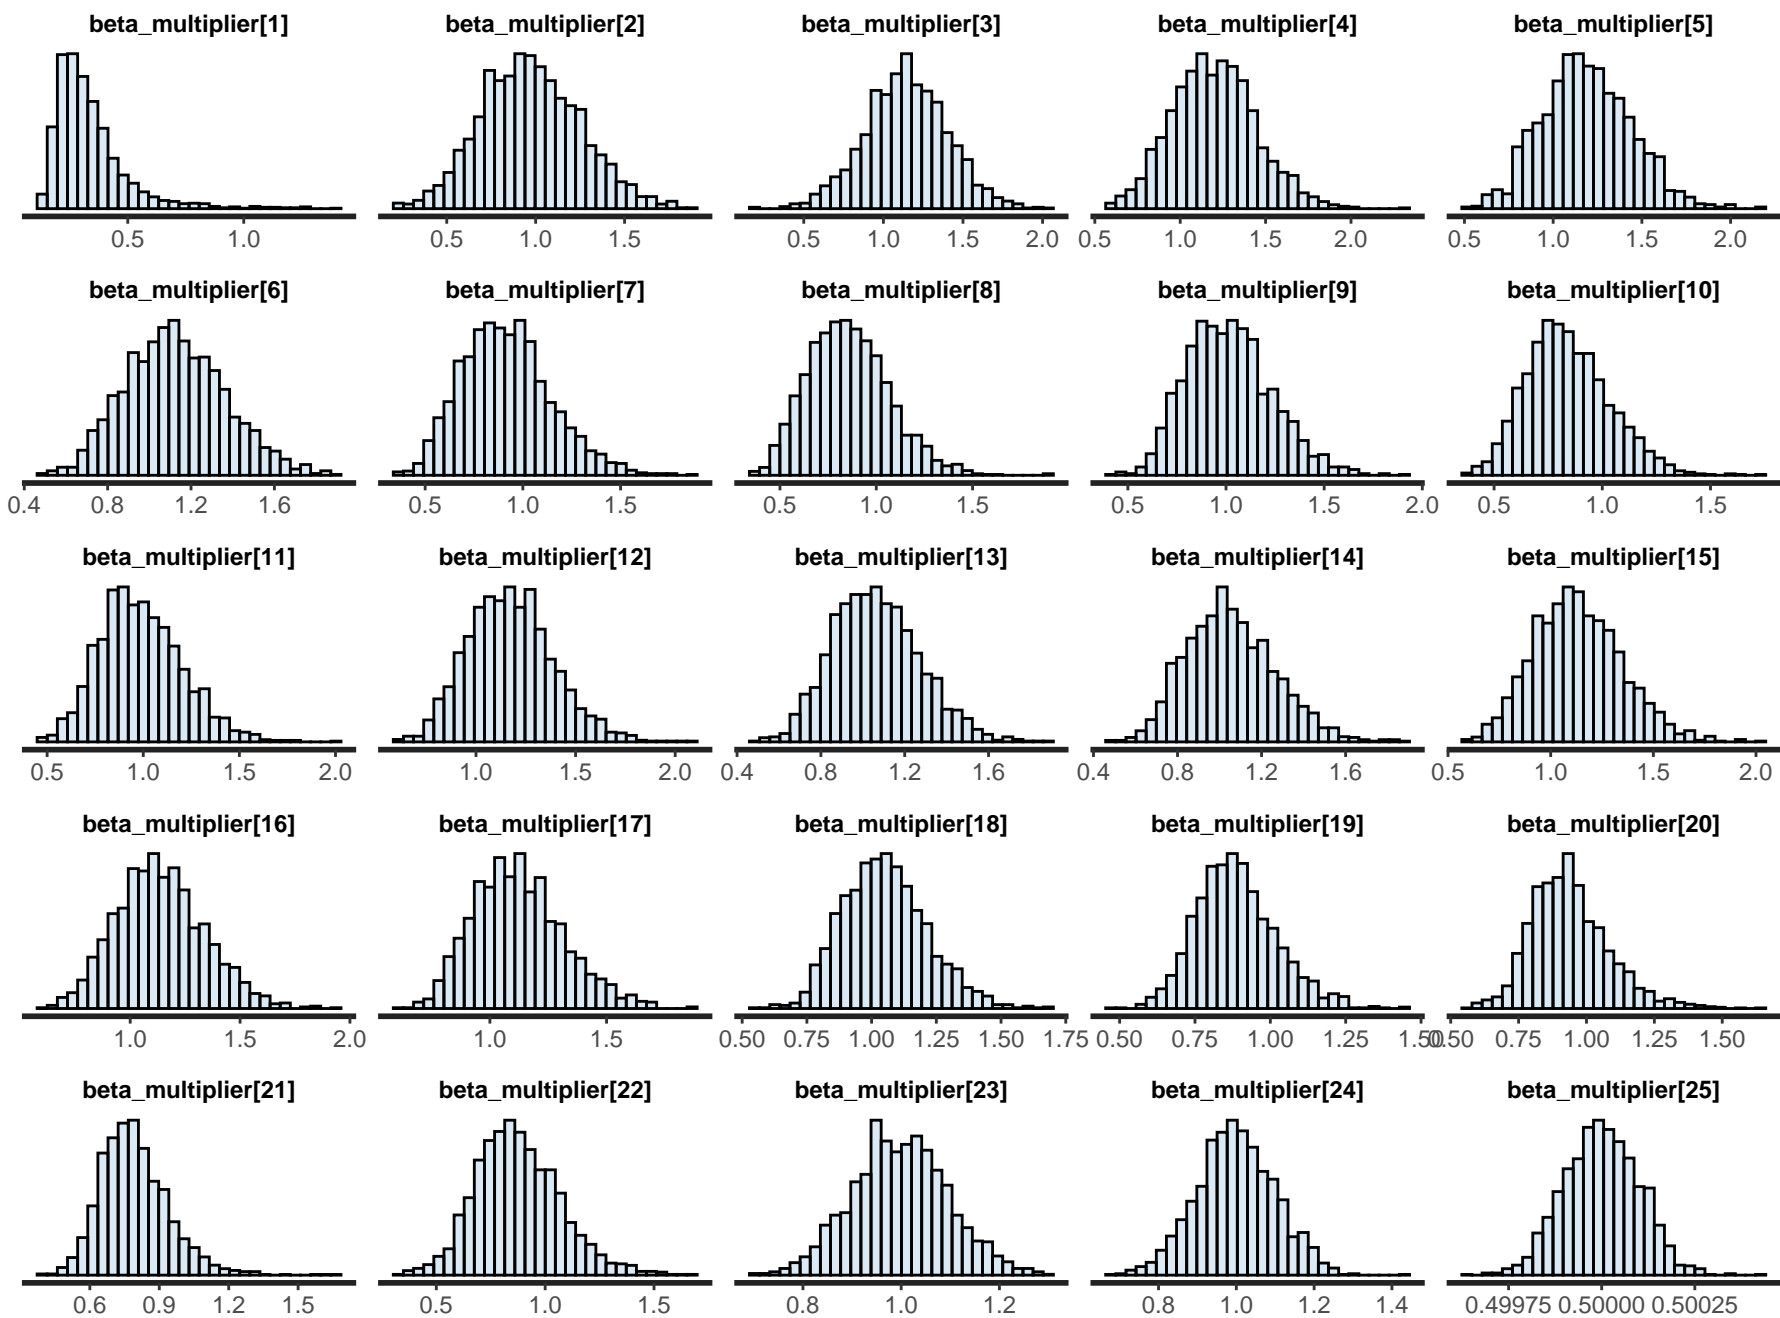 beta_multiplier[1] beta_multiplier[2] beta_multiplier[3] beta_multiplier[4] beta_multiplier[5]
0.5 1.0 0.5 1.0 1.5 0.5 1.0 1.5 2.0 0.5 1.0 1.5 2.0 0.5 1.0 1.5 2.0
beta_multiplier[6] beta_multiplier[7] beta_multiplier[8] beta_multiplier[9] beta_multiplier[10]
0.4 0.8 1.2 1.6 0.5 1.0 1.5 0.5 1.0 1.5 0.5 1.0 1.5 2.0 0.5 1.0 1.5
beta_multiplier[11] beta_multiplier[12] beta_multiplier[13] beta_multiplier[14] beta_multiplier[15]
0.5 1.0 1.5 2.0 1.0 1.5 2.0 0.4 0.8 1.2 1.6 0.4 0.8 1.2 1.6 0.5 1.0 1.5 2.0
beta_multiplier[16] beta_multiplier[17] beta_multiplier[18] beta_multiplier[19] beta_multiplier[20]
1.0 1.5 2.0 1.0 1.5 0.50 0.75 1.00 1.25 1.50 1.75 0.50 0.75 1.00 1.25 1.50 0.50 0.75 1.00 1.25 1.50
beta_multiplier[21] beta_multiplier[22] beta_multiplier[23] beta_multiplier[24] beta_multiplier[25]
0.6 0.9 1.2 1.5 0.5 1.0 1.5 0.8 1.0 1.2 0.8 1.0 1.2 1.4 0.49975 0.50000 0.50025